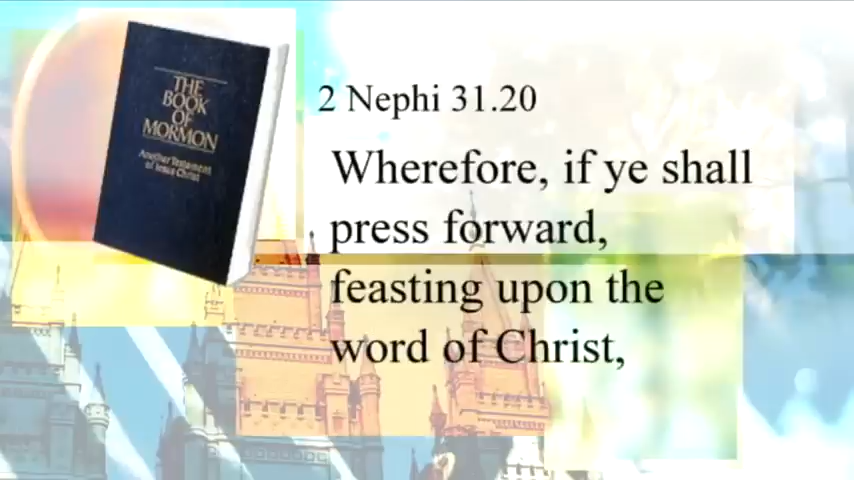 THE
BOOK
OF
MORMON
Another Testament
of Jesus Christ
2 Nephi 31.20
Wherefore, if ye shall
press forward,
feasting upon the
word of Christ,